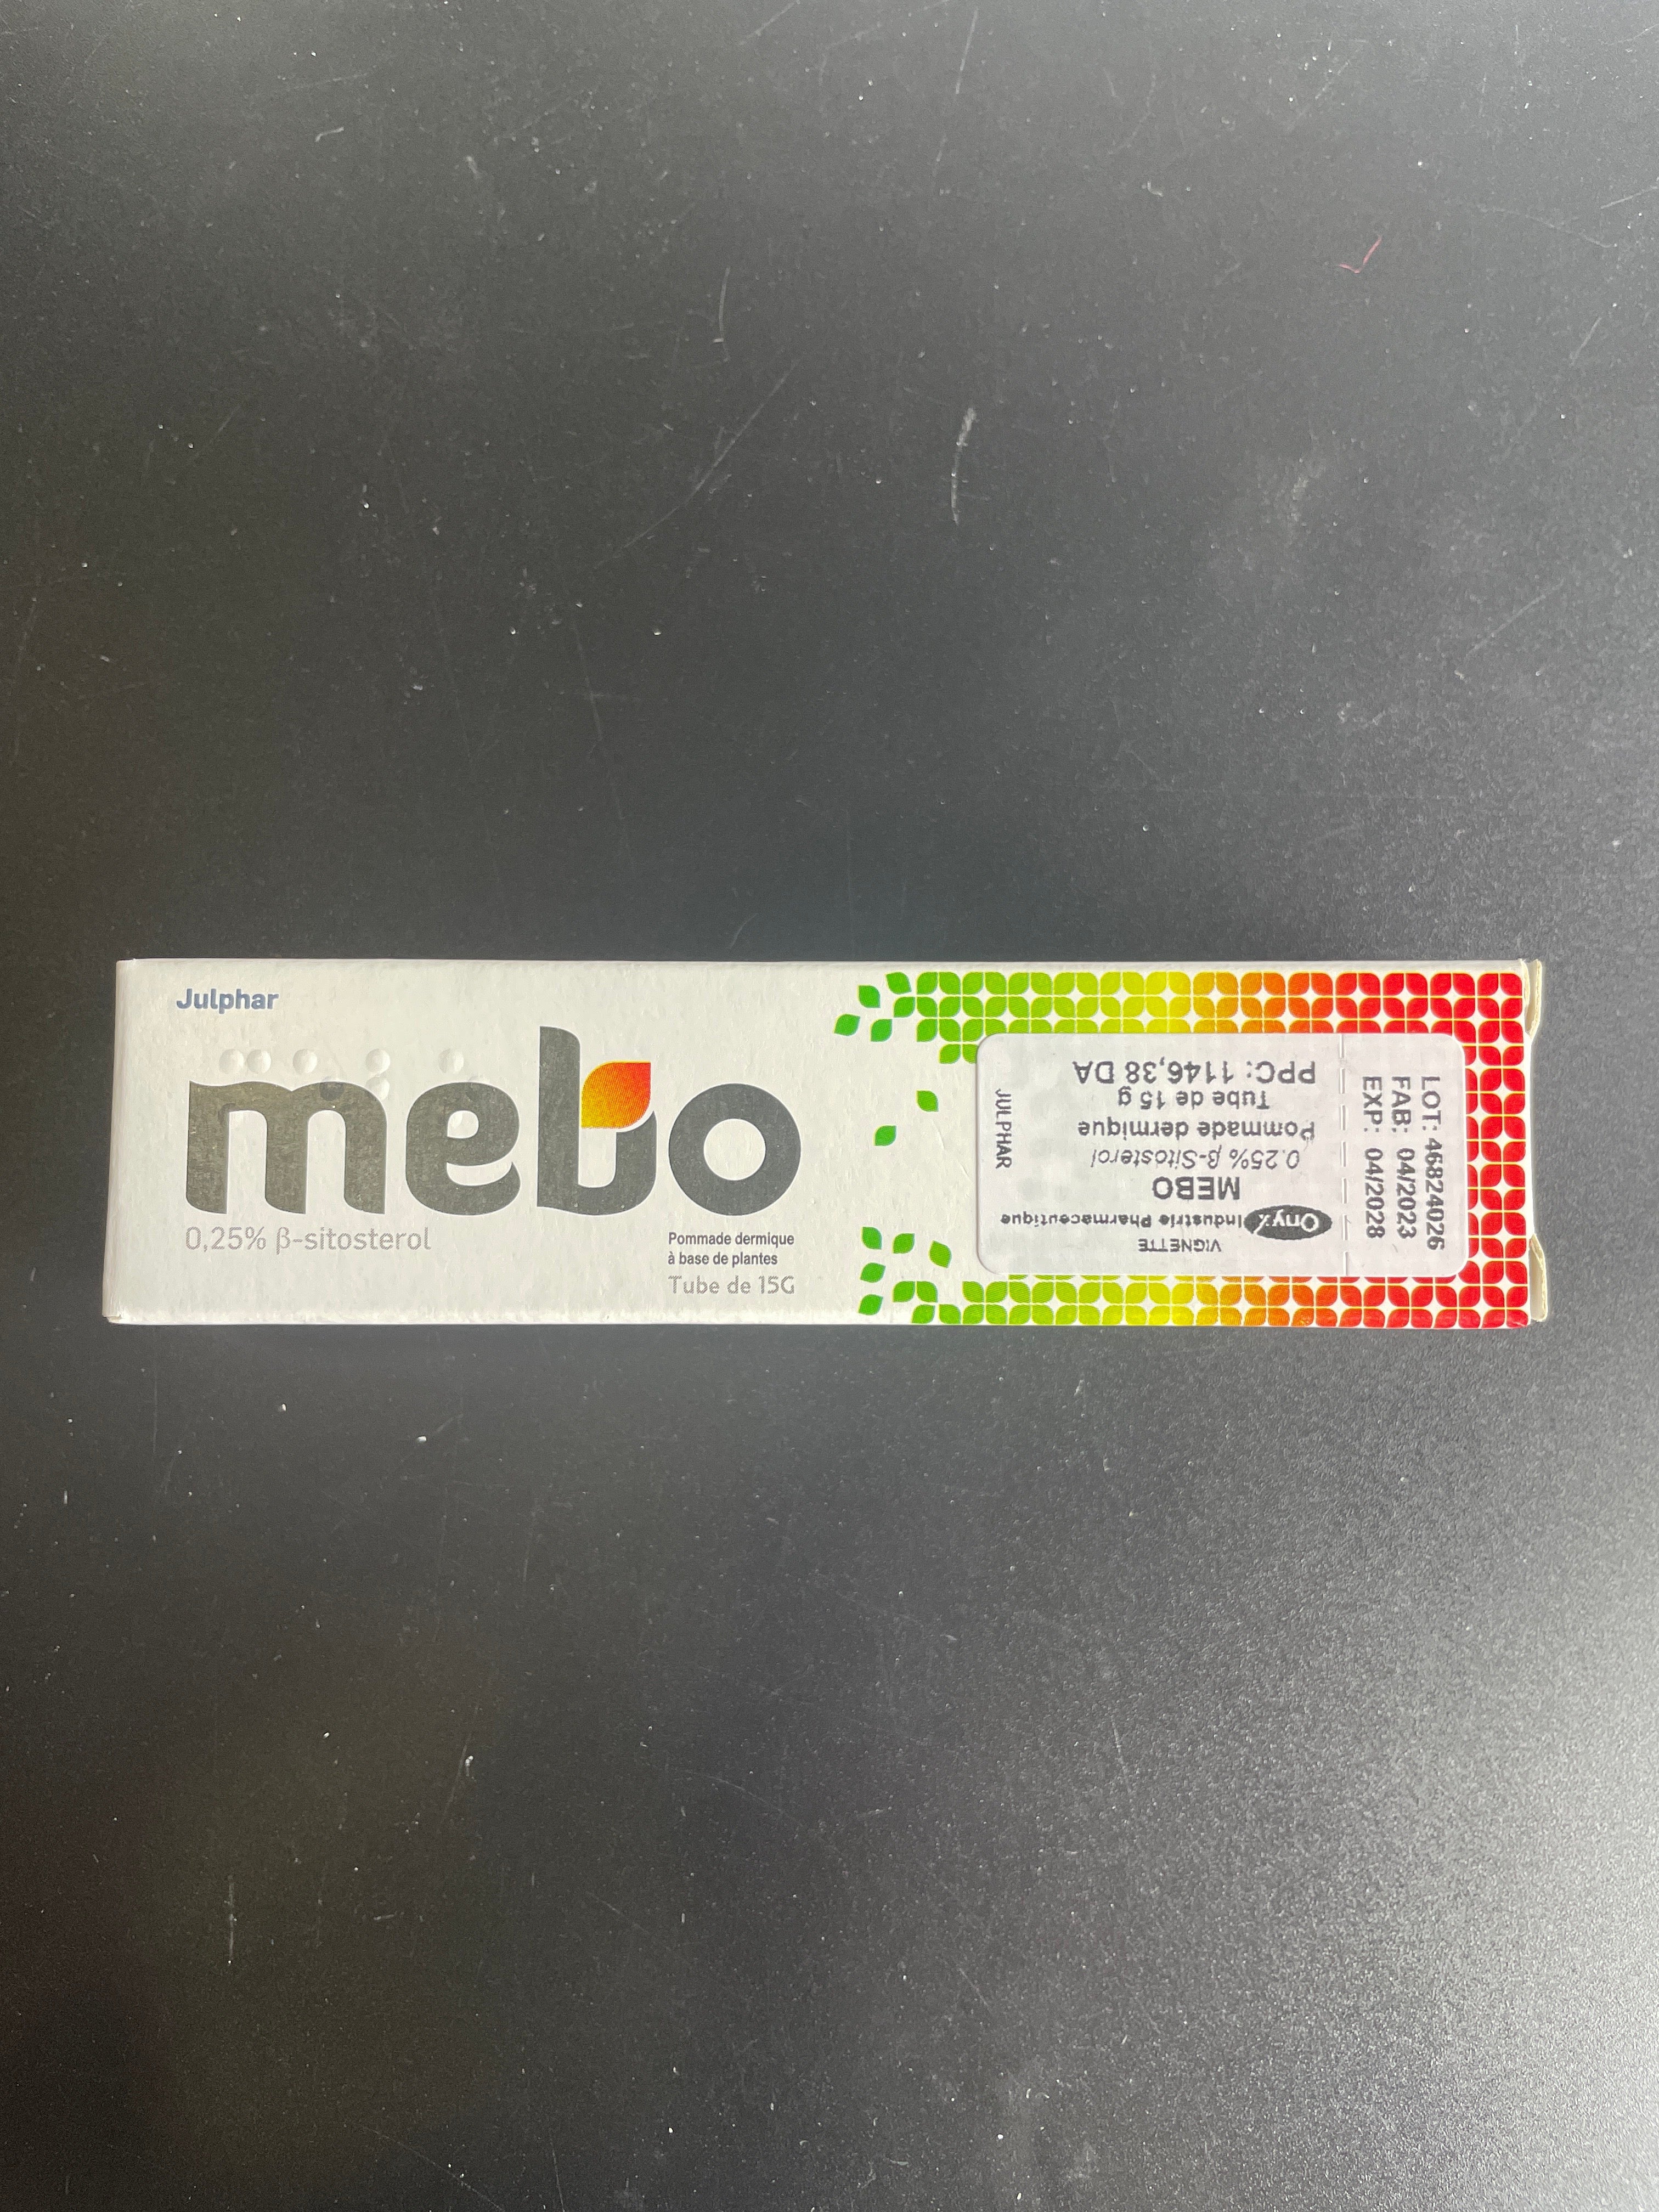 Julphar
mebo
0,25% β-sitosterol
Pommade dermique
à base de plantes
Tube de 15G
VIGNETTE
Onyx Industrie Pharmaceutique
MEBO
0.25% β-Sitosterol
Pommade dermique
Tube de 15 g
PPC: 1146,38 DA
JULPHAR
LOT: 46824026
FAB: 04/2023
EXP: 04/2028